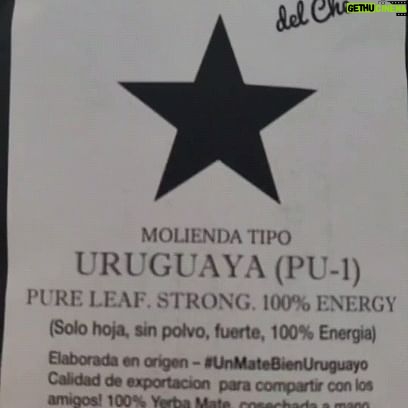 del Ch
GETHUCINEMA
MOLIENDA TIPO
URUGUAYA (PU-1)
PURE LEAF. STRONG. 100% ENERGY
(Solo hoja, sin polvo, fuerte, 100% Energia)
Elaborada en origen – #UnMateBienUruguayo
Calidad de exportacion para compartir con los
amigos! 100% Yerba Mate, cosechada a mano